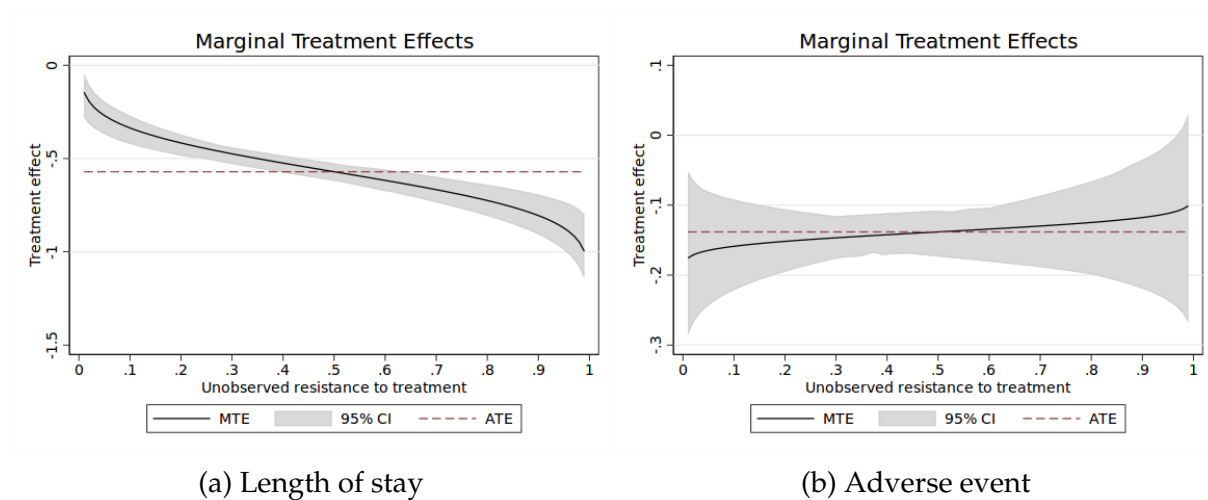 Marginal Treatment Effects
Treatment effect
0
-.5
-1
-1.5
0 .1 .2 .3 .4 .5 .6 .7 .8 .9 1
Unobserved resistance to treatment
MTE 95% CI ATE
(a) Length of stay
Marginal Treatment Effects
Treatment effect
.1
0
-.1
-.2
-.3
0 .1 .2 .3 .4 .5 .6 .7 .8 .9 1
Unobserved resistance to treatment
MTE 95% CI ATE
(b) Adverse event